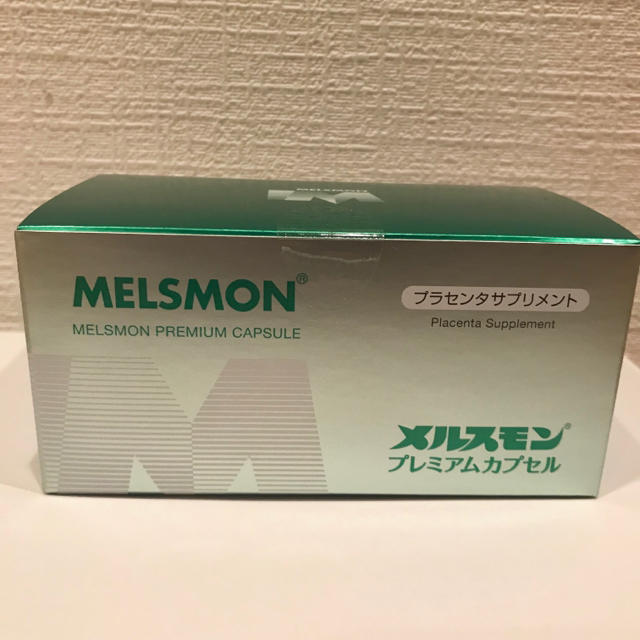 MELSMON
MELSMON®
MELSMON PREMIUM CAPSULE
プラセンタサプリメント
Placenta Supplement
メルスモン®
プレミアムカプセル